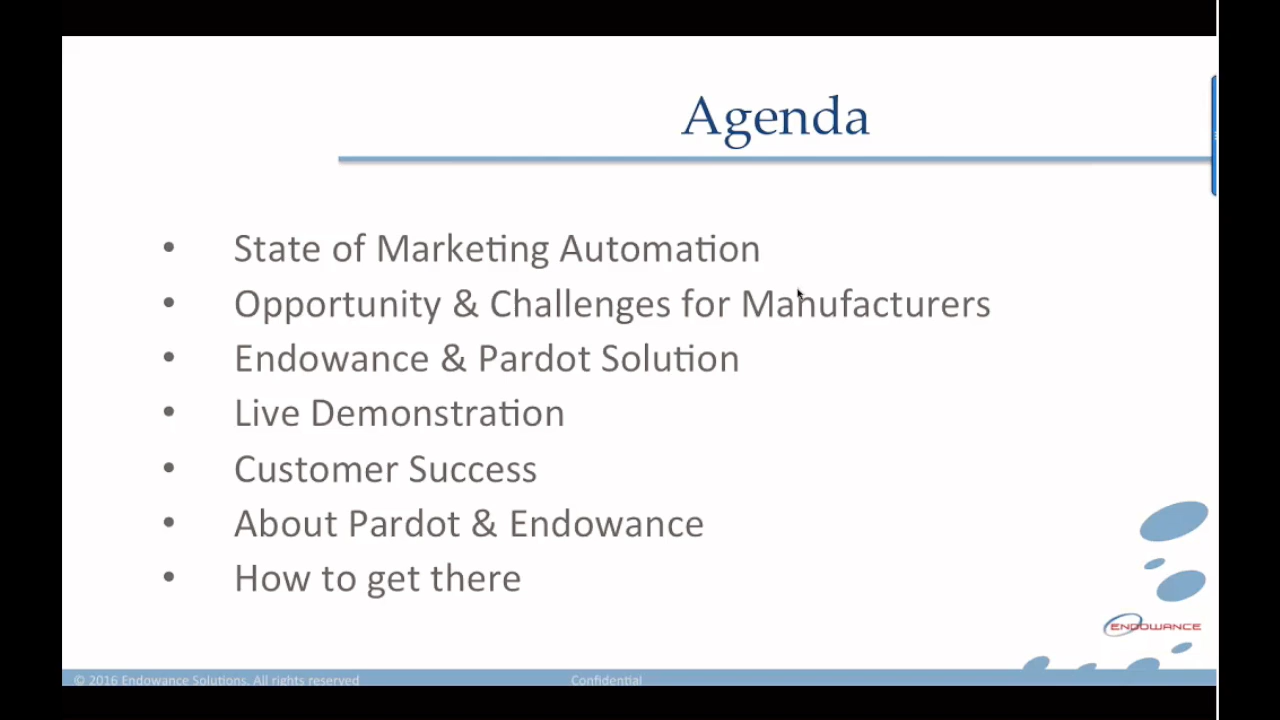 Agenda
• State of Marketing Automation
• Opportunity & Challenges for Manufacturers
• Endowance & Pardot Solution
• Live Demonstration
• Customer Success
• About Pardot & Endowance
• How to get there
ENDOWANCE
© 2016 Endowance Solutions. All rights reserved
Confidential